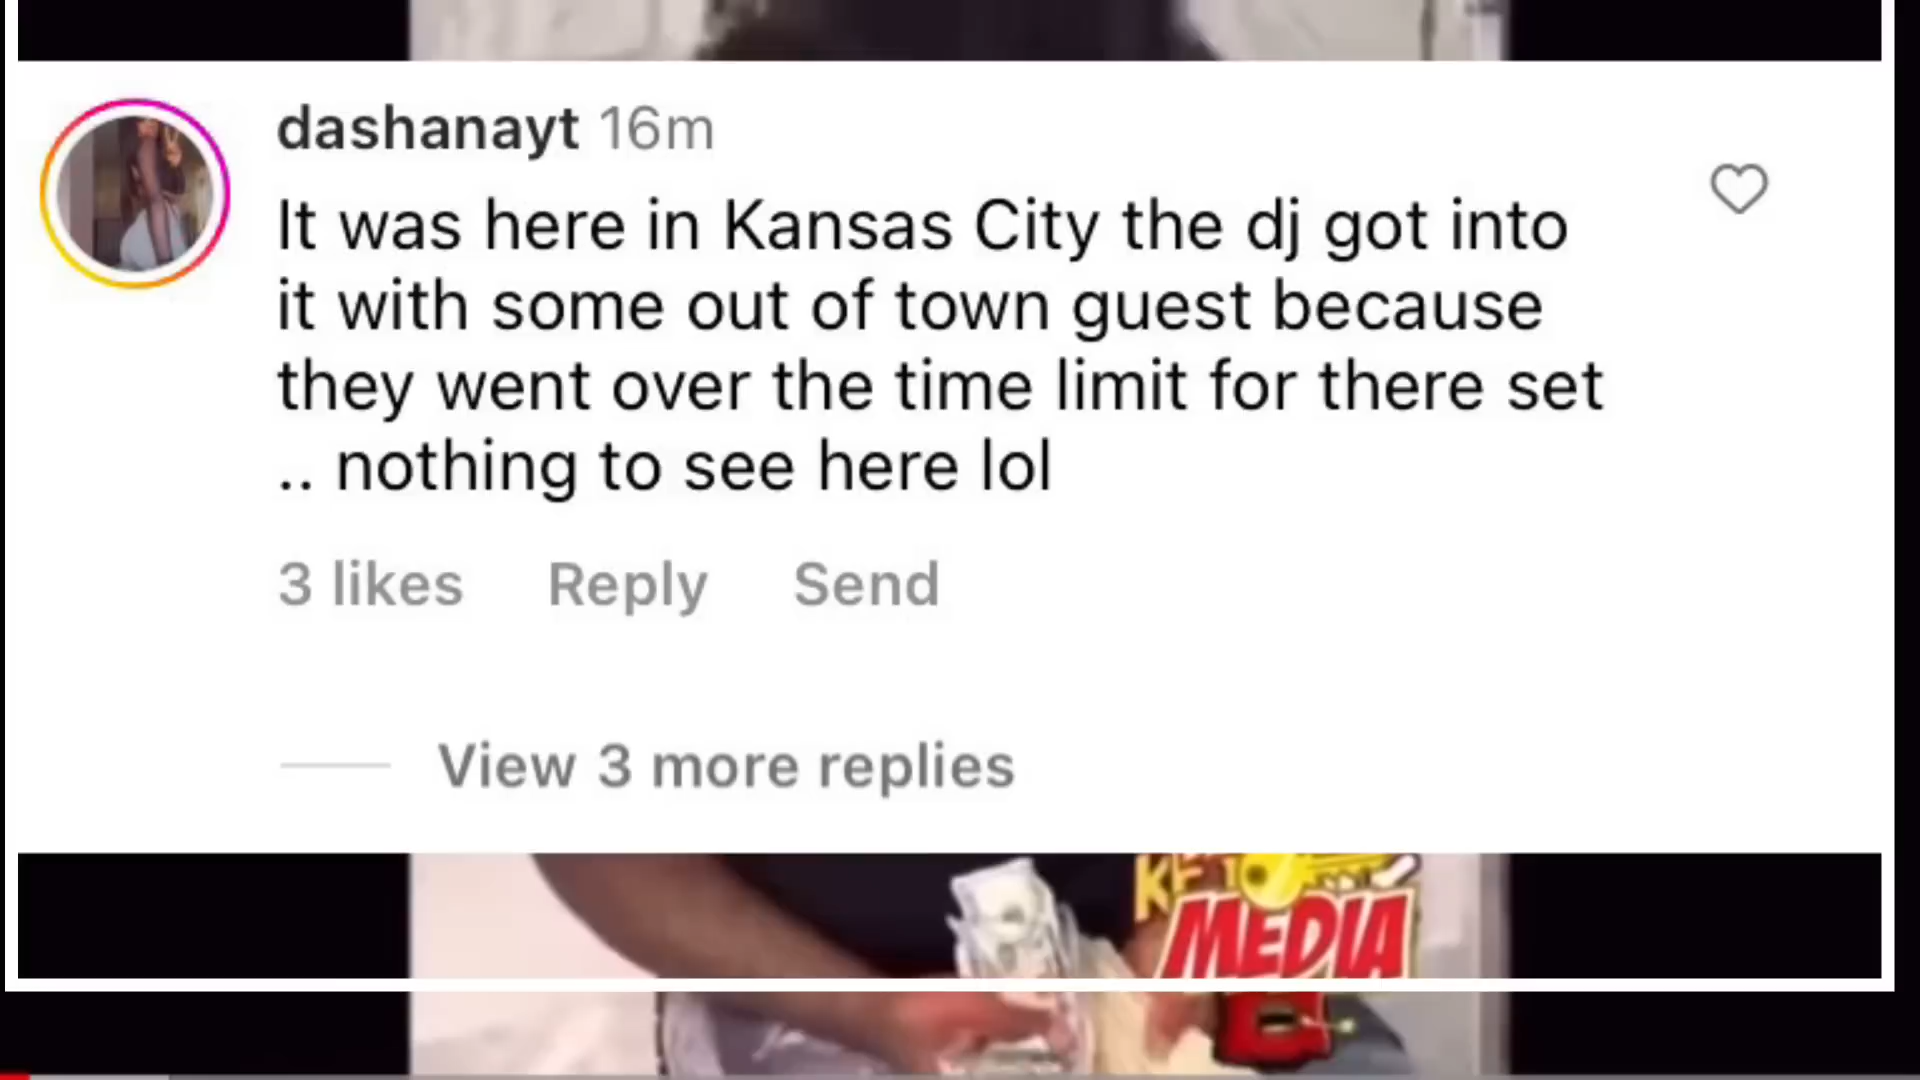 dashanayt 16m
It was here in Kansas City the dj got into
it with some out of town guest because
they went over the time limit for there set
.. nothing to see here lol
3 likes Reply Send
View 3 more replies
MEDIA